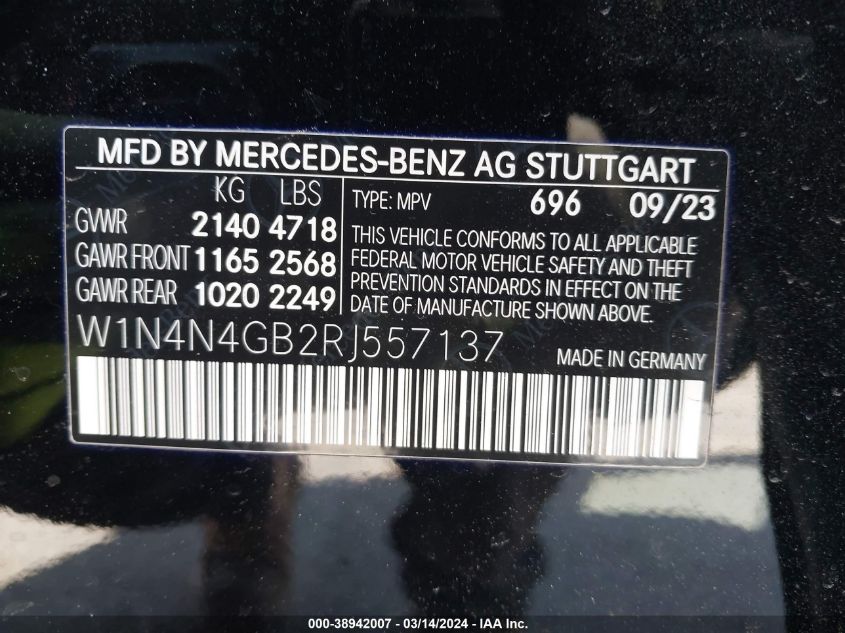 MFD BY MERCEDES-BENZ AG STUTTGART
KG LBS
GVWR 2140 4718
GAWR FRONT 1165 2568
GAWR REAR 1020 2249
TYPE: MPV 696 09/23
THIS VEHICLE CONFORMS TO ALL APPLICABLE
FEDERAL MOTOR VEHICLE SAFETY AND THEFT
PREVENTION STANDARDS IN EFFECT ON THE
DATE OF MANUFACTURE SHOWN ABOVE.
W1N4N4GB2RJ557137
MADE IN GERMANY
000-38942007 - 03/14/2024 - IAA Inc.